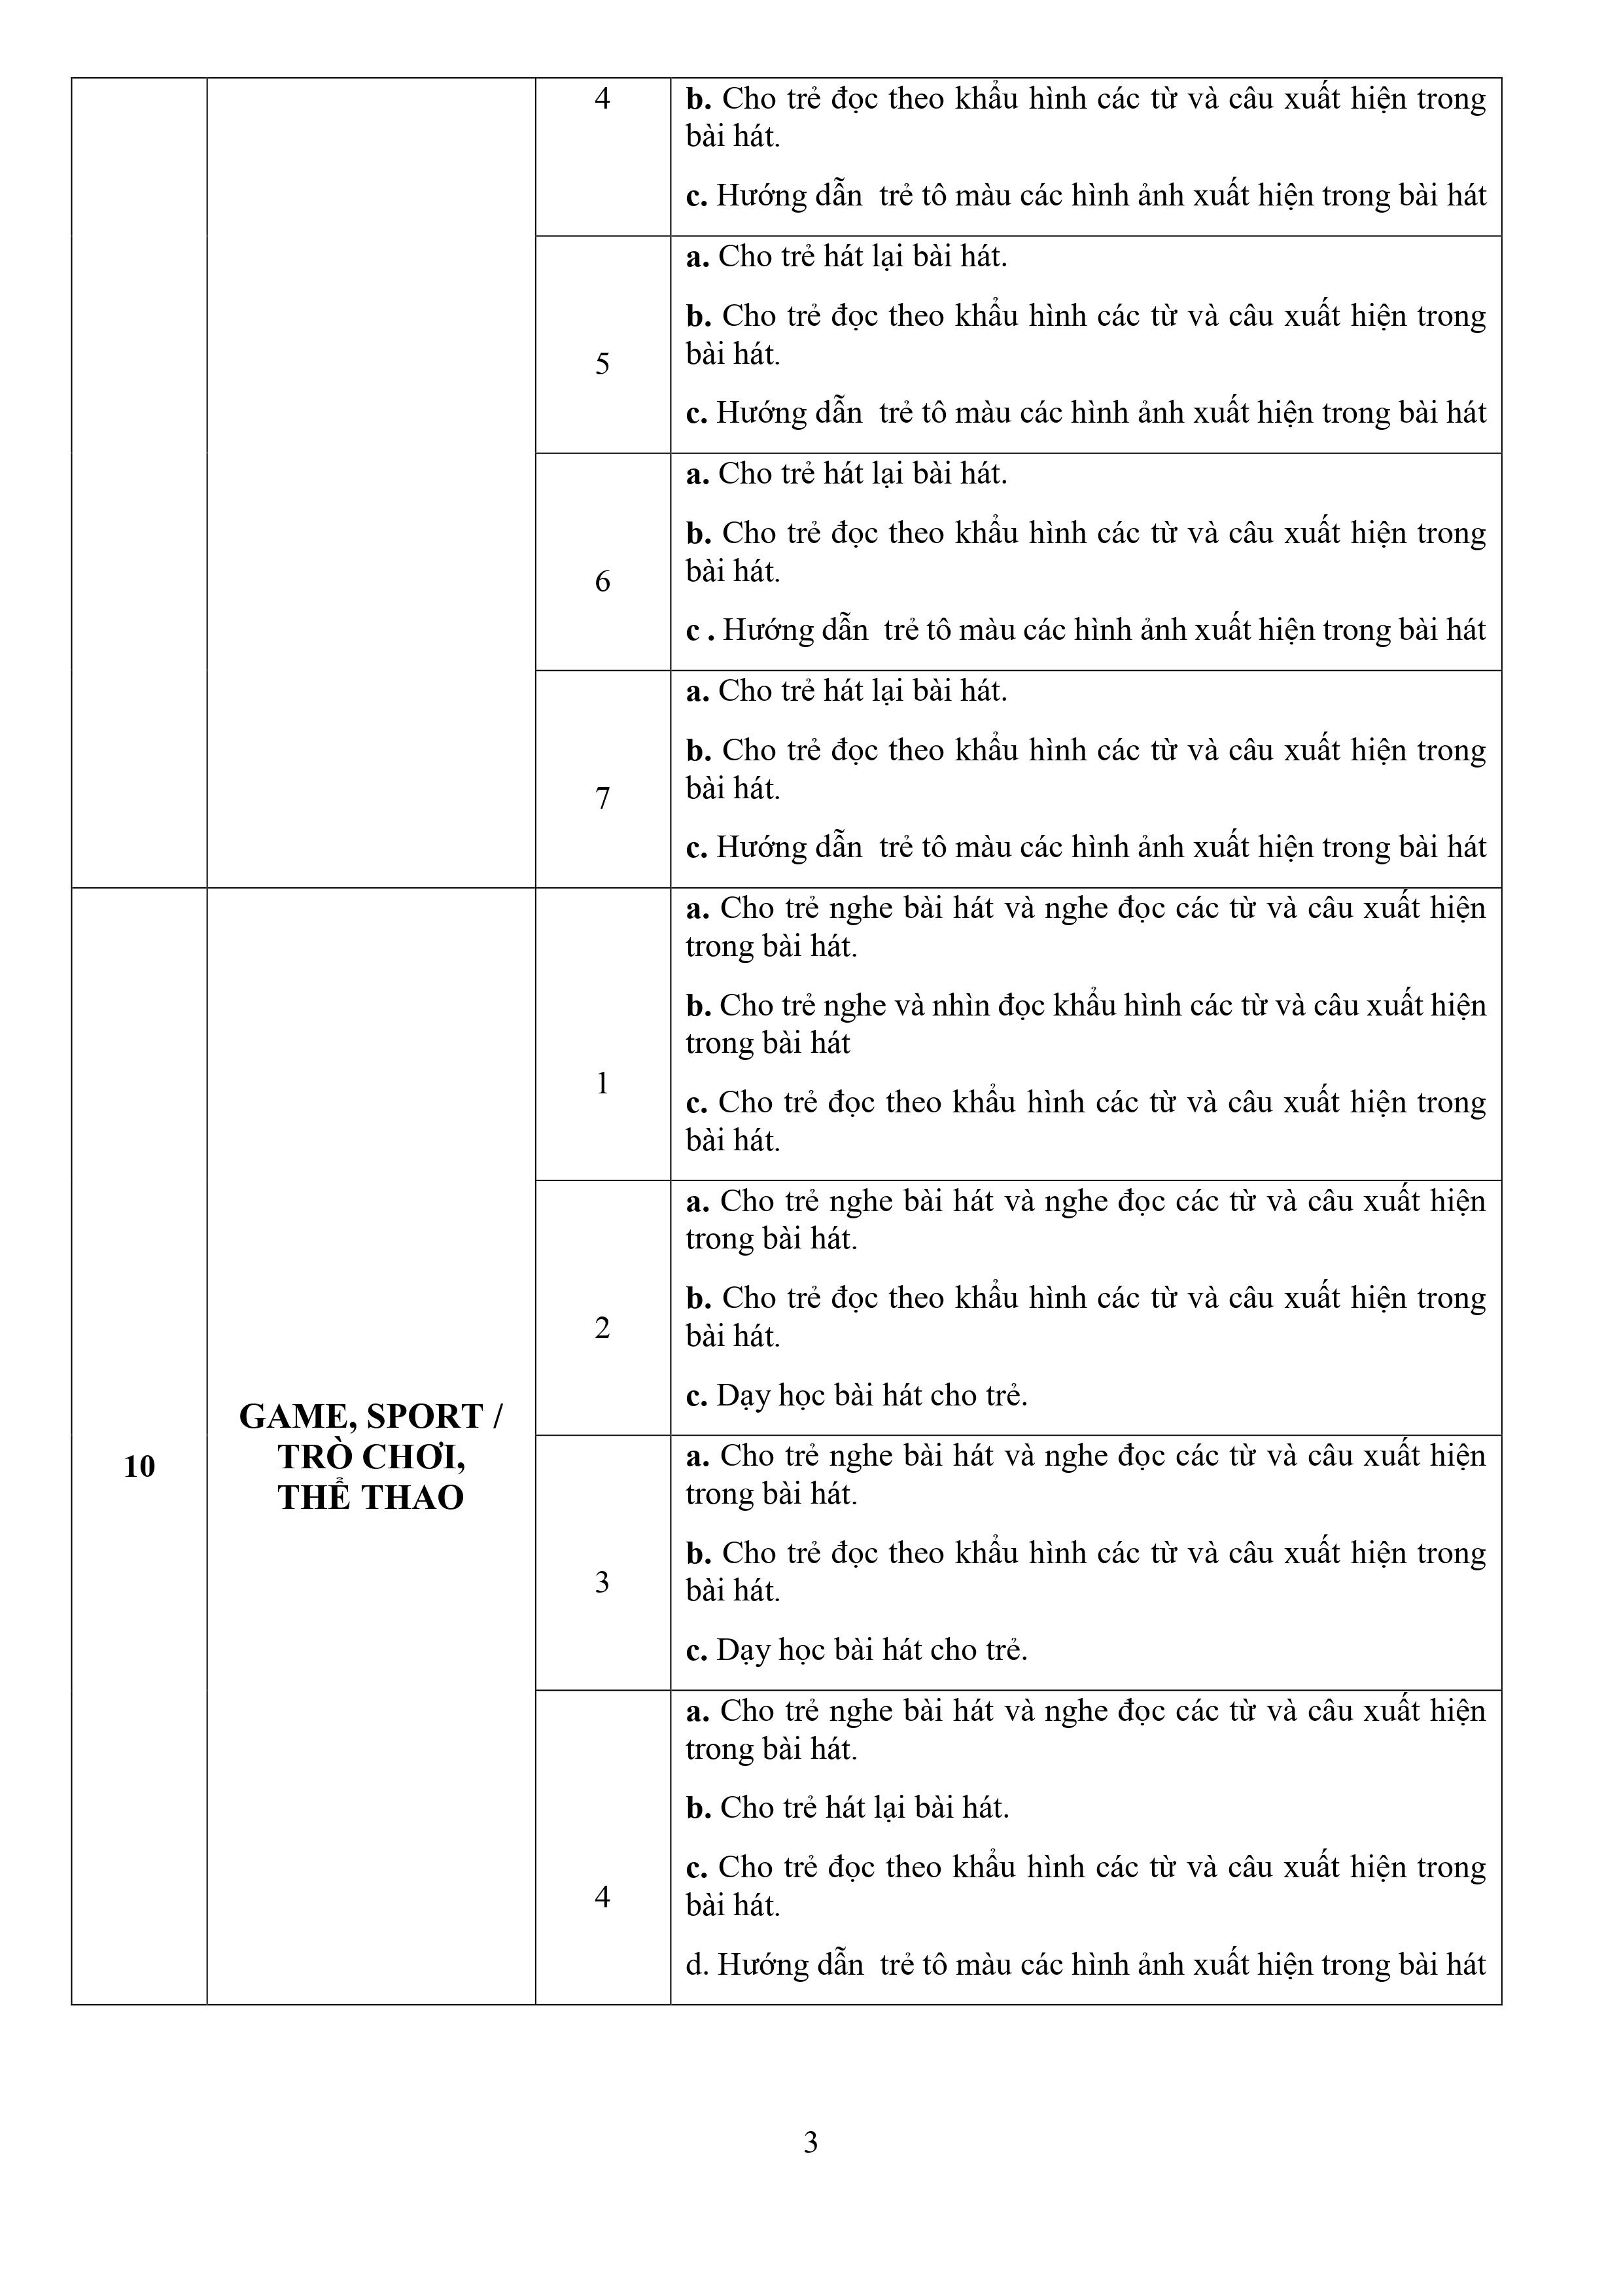 4
b. Cho trẻ đọc theo khẩu hình các từ và câu xuất hiện trong
bài hát.
c. Hướng dẫn  trẻ tô màu các hình ảnh xuất hiện trong bài hát
5
a. Cho trẻ hát lại bài hát.
b. Cho trẻ đọc theo khẩu hình các từ và câu xuất hiện trong
bài hát.
c. Hướng dẫn  trẻ tô màu các hình ảnh xuất hiện trong bài hát
6
a. Cho trẻ hát lại bài hát.
b. Cho trẻ đọc theo khẩu hình các từ và câu xuất hiện trong
bài hát.
c . Hướng dẫn  trẻ tô màu các hình ảnh xuất hiện trong bài hát
7
a. Cho trẻ hát lại bài hát.
b. Cho trẻ đọc theo khẩu hình các từ và câu xuất hiện trong
bài hát.
c. Hướng dẫn  trẻ tô màu các hình ảnh xuất hiện trong bài hát
10
GAME, SPORT /
TRÒ CHƠI,
THỂ THAO
1
a. Cho trẻ nghe bài hát và nghe đọc các từ và câu xuất hiện
trong bài hát.
b. Cho trẻ nghe và nhìn đọc khẩu hình các từ và câu xuất hiện
trong bài hát
c. Cho trẻ đọc theo khẩu hình các từ và câu xuất hiện trong
bài hát.
2
a. Cho trẻ nghe bài hát và nghe đọc các từ và câu xuất hiện
trong bài hát.
b. Cho trẻ đọc theo khẩu hình các từ và câu xuất hiện trong
bài hát.
c. Dạy học bài hát cho trẻ.
3
a. Cho trẻ nghe bài hát và nghe đọc các từ và câu xuất hiện
trong bài hát.
b. Cho trẻ đọc theo khẩu hình các từ và câu xuất hiện trong
bài hát.
c. Dạy học bài hát cho trẻ.
4
a. Cho trẻ nghe bài hát và nghe đọc các từ và câu xuất hiện
trong bài hát.
b. Cho trẻ hát lại bài hát.
c. Cho trẻ đọc theo khẩu hình các từ và câu xuất hiện trong
bài hát.
d. Hướng dẫn  trẻ tô màu các hình ảnh xuất hiện trong bài hát
3